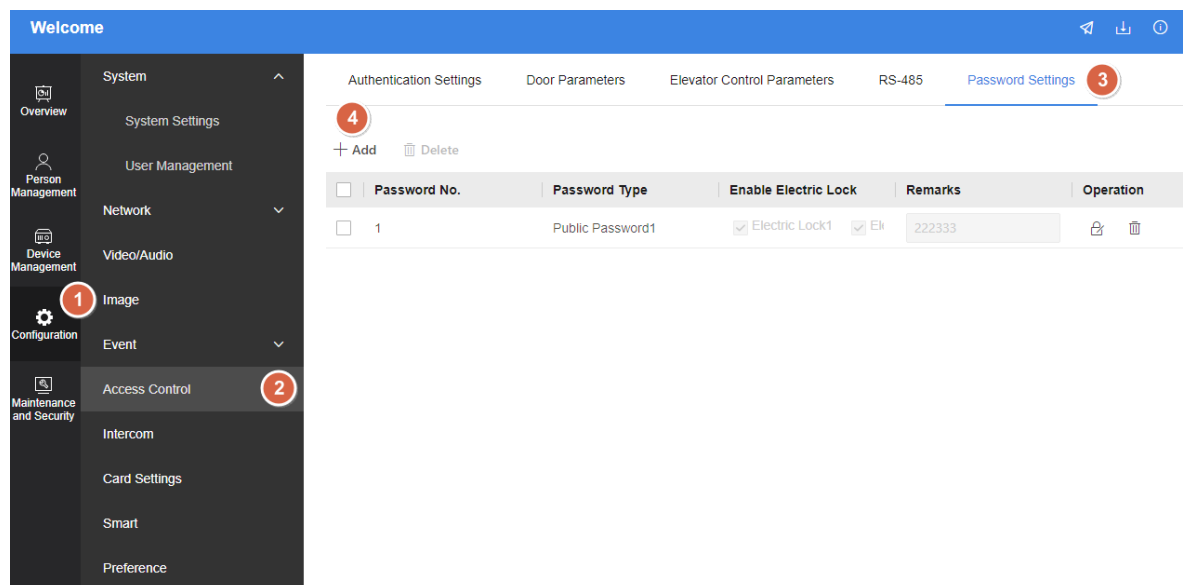 Welcome
Overview
Person
Management
Device
Management
1
Configuration
Maintenance
and Security
System
System Settings
User Management
Network
Video/Audio
Image
Event
Access Control
2
Intercom
Card Settings
Smart
Preference
Authentication Settings Door Parameters Elevator Control Parameters RS-485 Password Settings 3
4
Add Delete
Password No. Password Type Enable Electric Lock Remarks Operation
1 Public Password1 Electric Lock1 Ele 222333